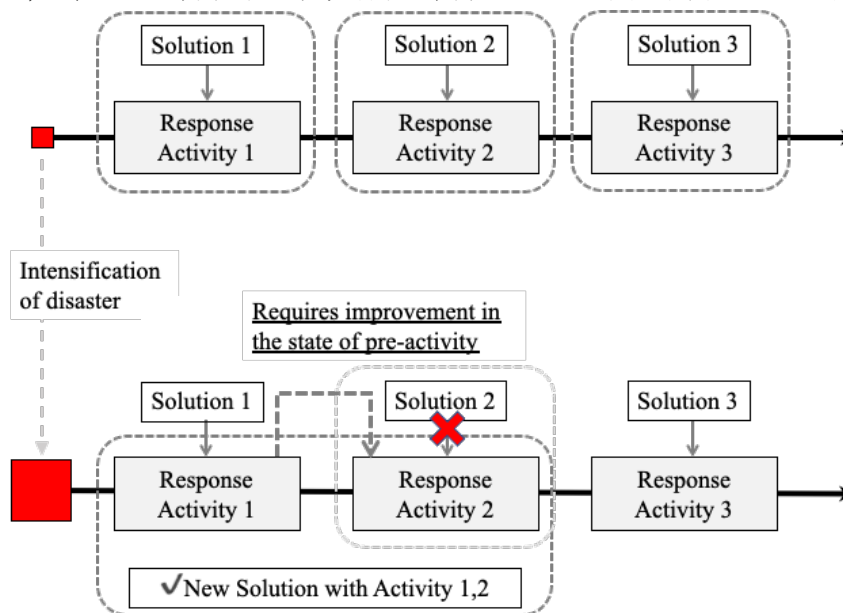 Solution 1
Solution 2
Solution 3
Response
Activity 1
Response
Activity 2
Response
Activity 3
Intensification
of disaster
Requires improvement in
the state of pre-activity
Solution 1
Solution 2
Solution 3
Response
Activity 1
Response
Activity 2
Response
Activity 3
✓New Solution with Activity 1,2